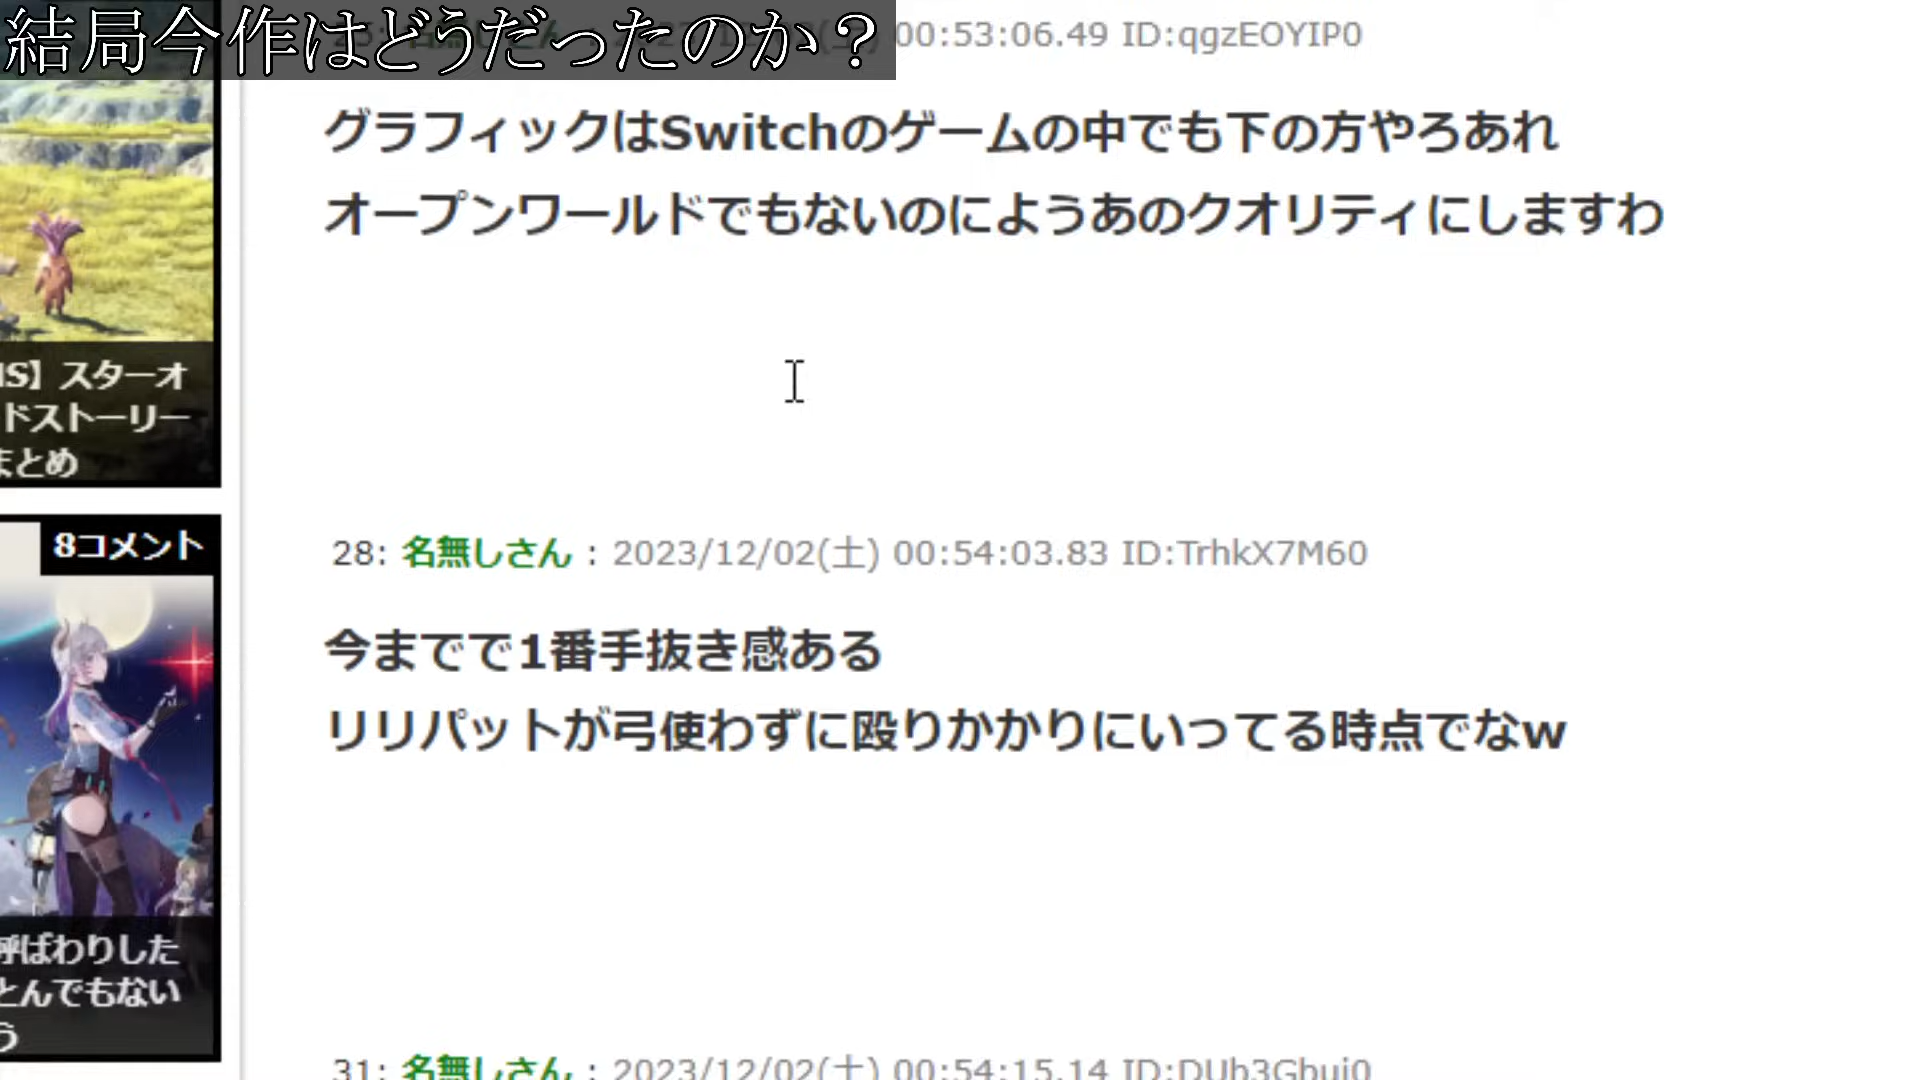 結局今作はどうだったのか？
00:53:06.49 ID:qgzEOYIP0
グラフィックはSwitchのゲームの中でも下の方やろあれ
オープンワールドでもないのにようあのクオリティにしますわ
IS】スターオ
ドストーリー
まとめ
8コメント
28: 名無しさん : 2023/12/02(土) 00:54:03.83 ID:TrhkX7M60
今までで1番手抜き感ある
リリパットが弓使わずに殴りかかりにいってる時点でなw
呼ばわりした
とんでもない
う
31: 名無しさん : 2023/12/02(土) 00:54:15.14 ID:DUb3Gbui0